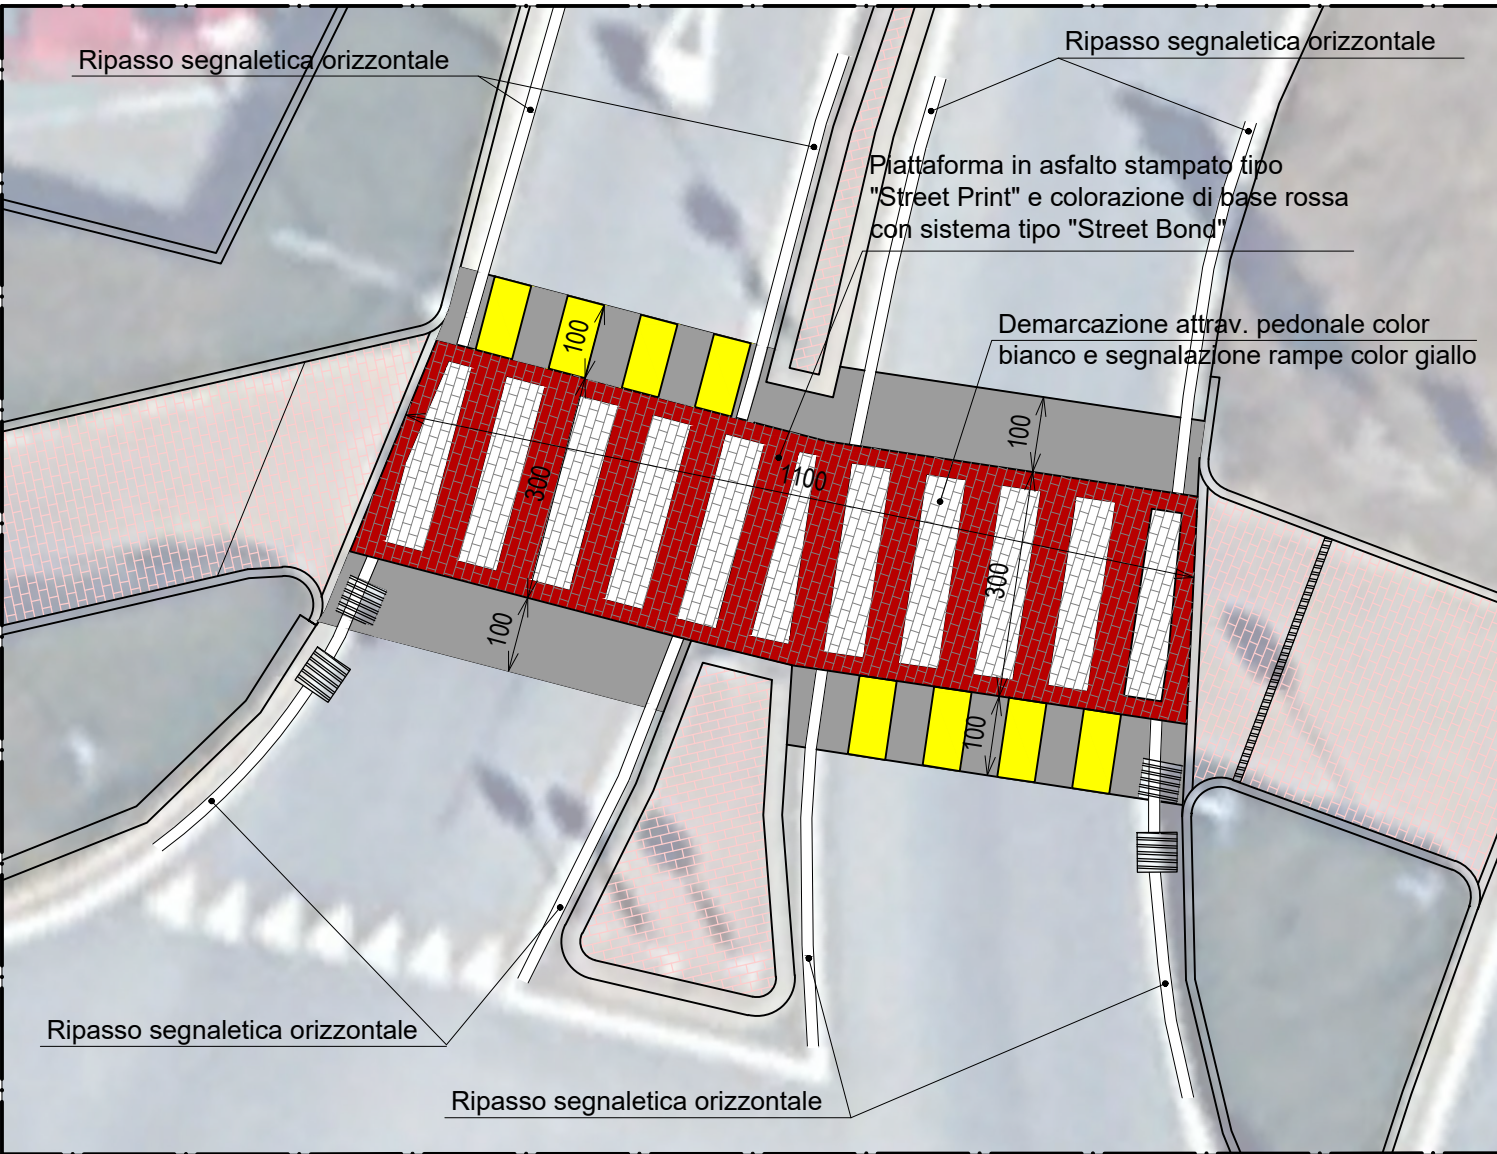 Ripasso segnaletica orizzontale
Ripasso segnaletica orizzontale
Piattaforma in asfalto stampato tipo
"Street Print" e colorazione di base rossa
con sistema tipo "Street Bond"
Demarcazione attrav. pedonale color
bianco e segnalazione rampe color giallo
100
100
300
1100
300
100
100
Ripasso segnaletica orizzontale
Ripasso segnaletica orizzontale